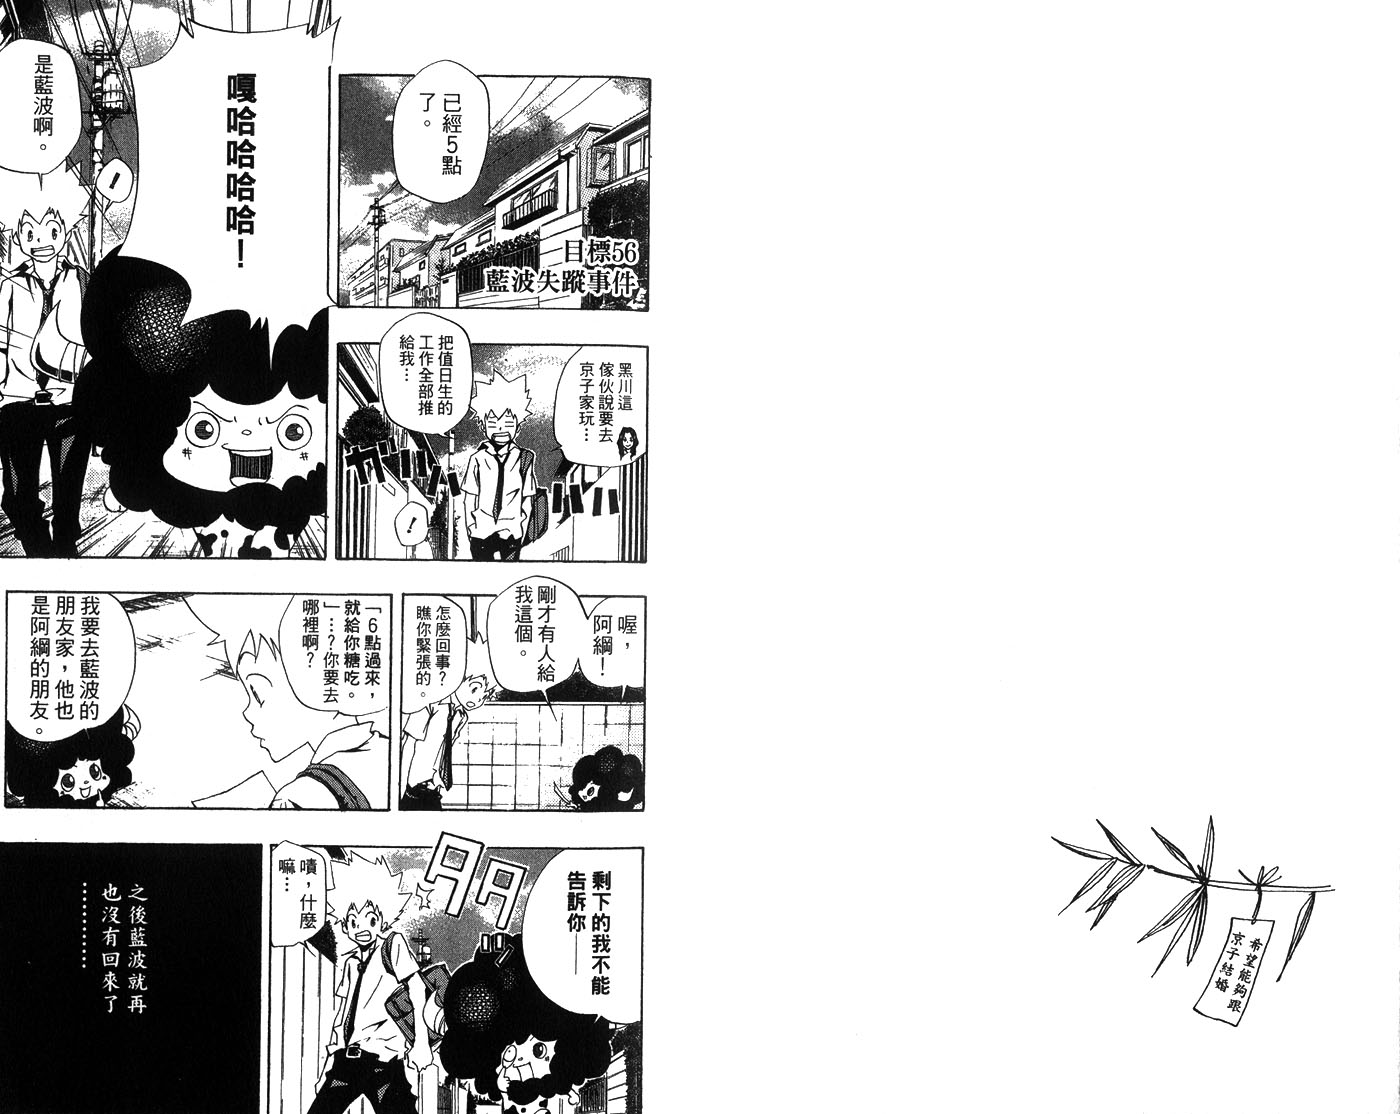 希望能夠跟
京子結婚
已經5點
了。
目標56
藍波失蹤事件
黑川這
傢伙說要去
京子家玩…
把值日生的
工作全部推
給我…
!
嘎哈哈哈哈!
!
是藍波啊。
喔,
阿綱!
剛才有人給
我這個。
怎麼回事?
瞧你緊張的。
「6點過來,
就給你糖吃。
」…?你要去
哪裡啊?
我要去藍波的
朋友家,他也
是阿綱的朋友。
剩下的我不能
告訴你——
嘖,什麼
嘛…
之後藍波就再
也沒有回來了
…………